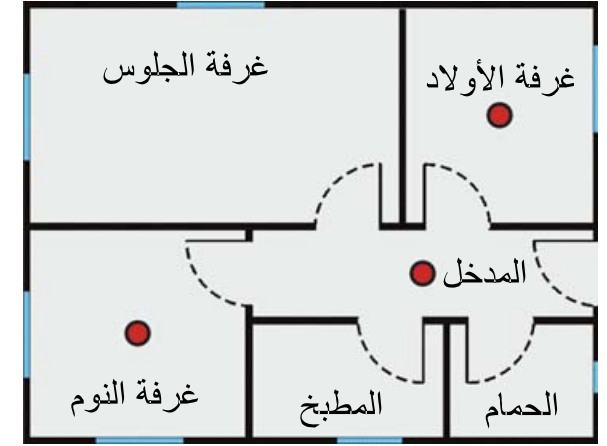 غرفة الجلوس
غرفة الأولاد
المدخل
غرفة النوم
المطبخ
الحمام